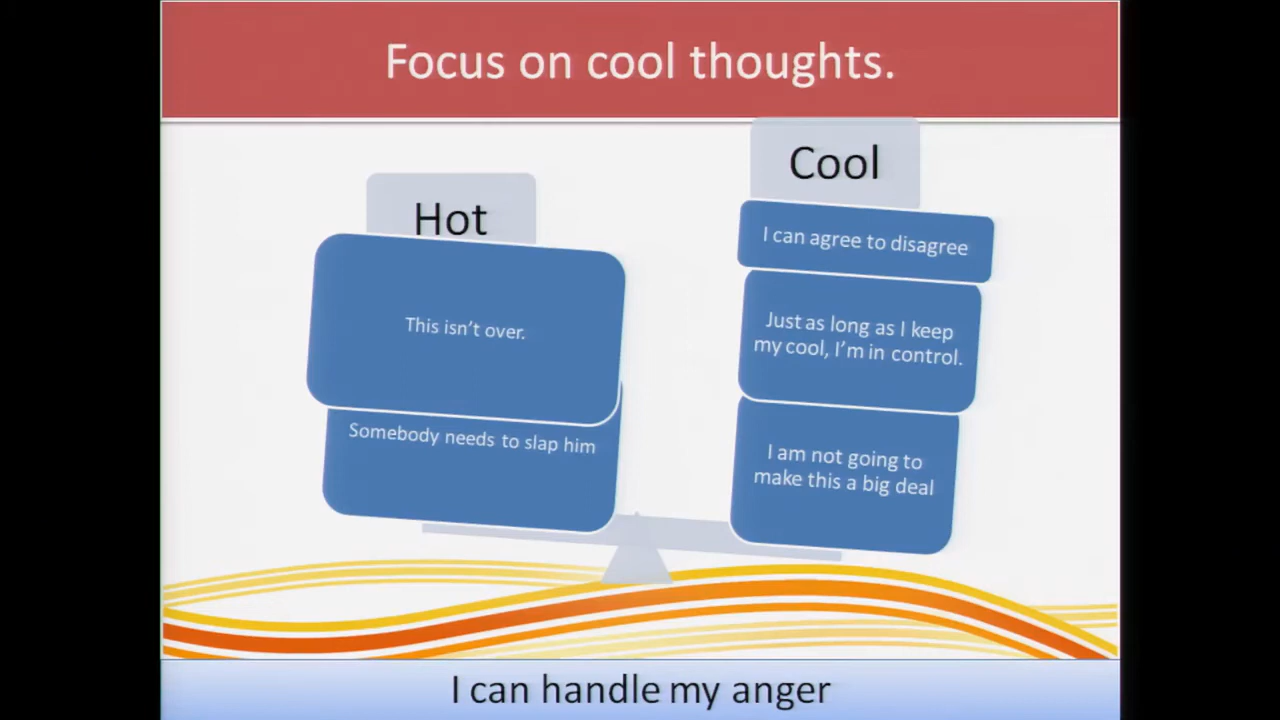 Focus on cool thoughts.
Hot
This isn't over.
Somebody needs to slap him
Cool
I can agree to disagree
Just as long as I keep
my cool, I'm in control.
I am not going to
make this a big deal
I can handle my anger